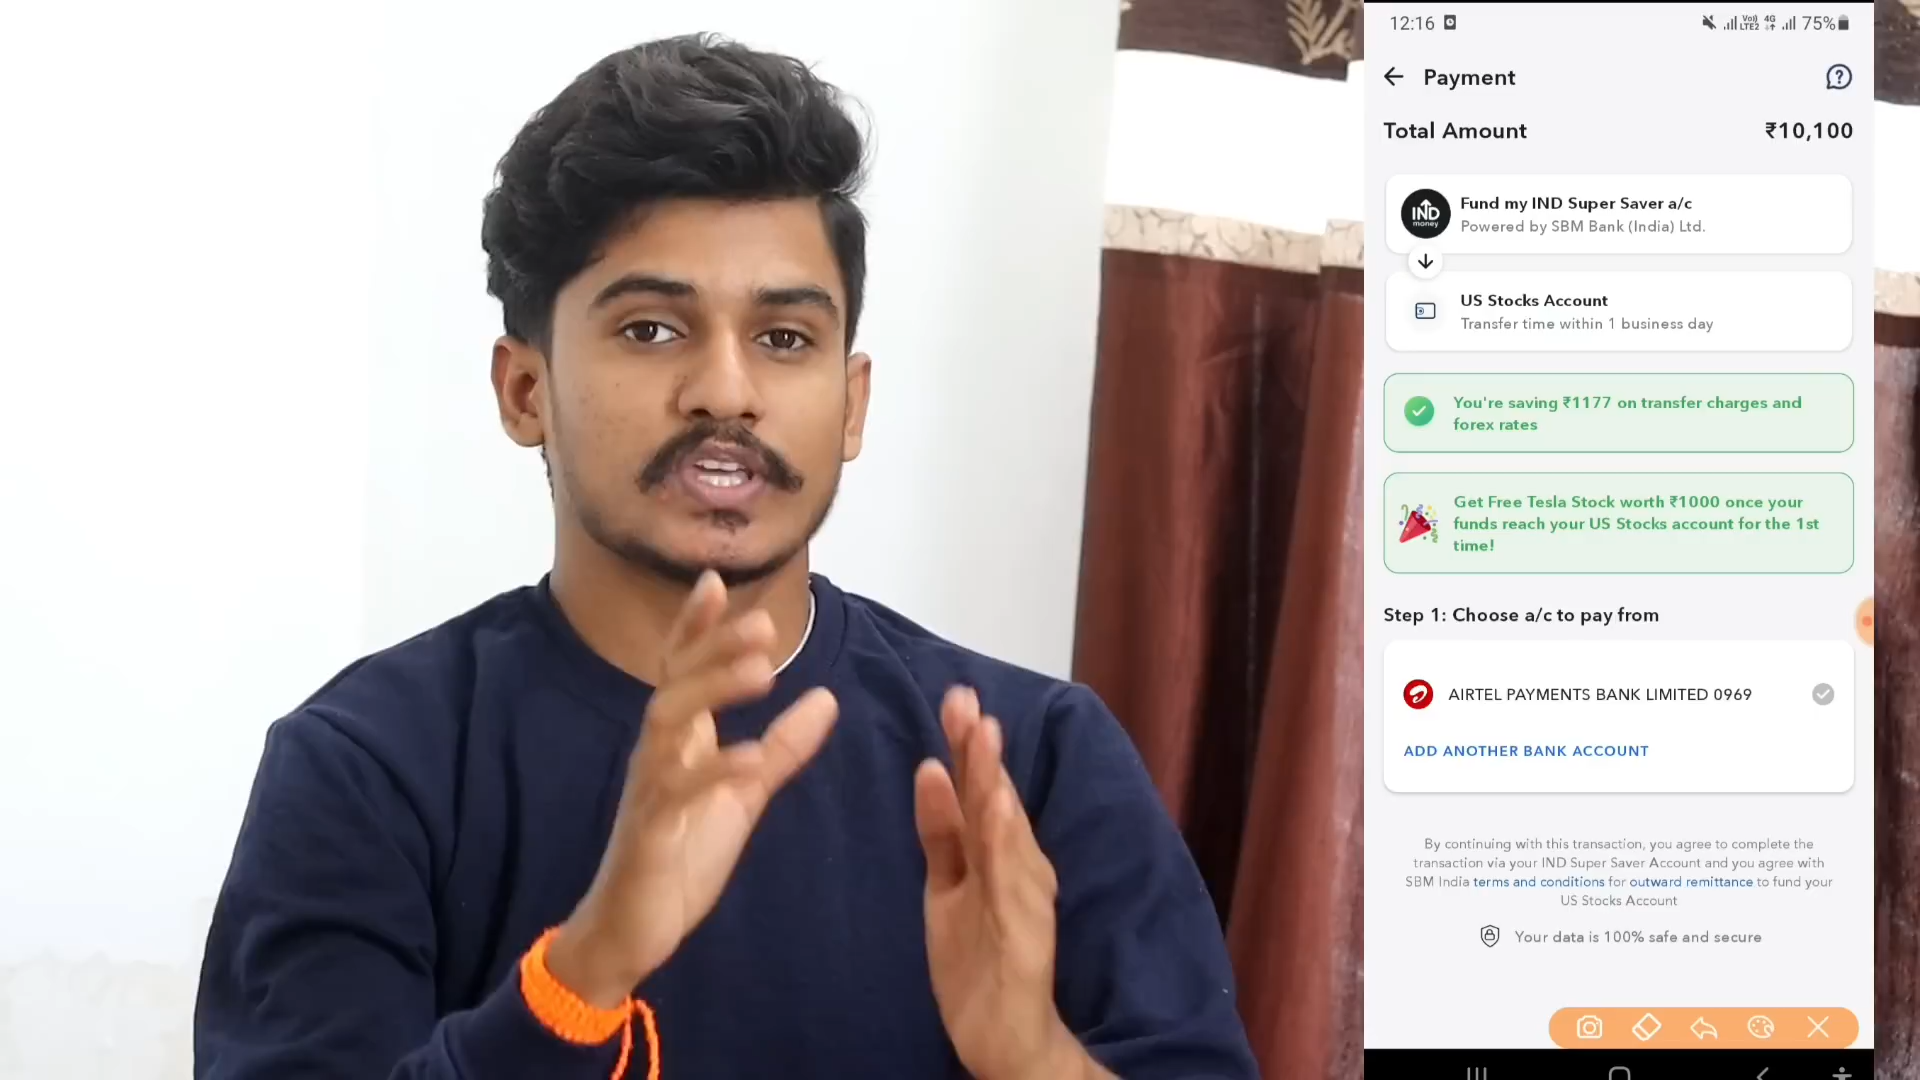 12:16
Vo)) LTE2 4G 75%
Payment
Total Amount ₹10,100
IND money
Fund my IND Super Saver a/c
Powered by SBM Bank (India) Ltd.
US Stocks Account
Transfer time within 1 business day
You're saving ₹1177 on transfer charges and
forex rates
Get Free Tesla Stock worth ₹1000 once your
funds reach your US Stocks account for the 1st
time!
Step 1: Choose a/c to pay from
AIRTEL PAYMENTS BANK LIMITED 0969
ADD ANOTHER BANK ACCOUNT
By continuing with this transaction, you agree to complete the
transaction via your IND Super Saver Account and you agree with
SBM India terms and conditions for outward remittance to fund your
US Stocks Account
Your data is 100% safe and secure